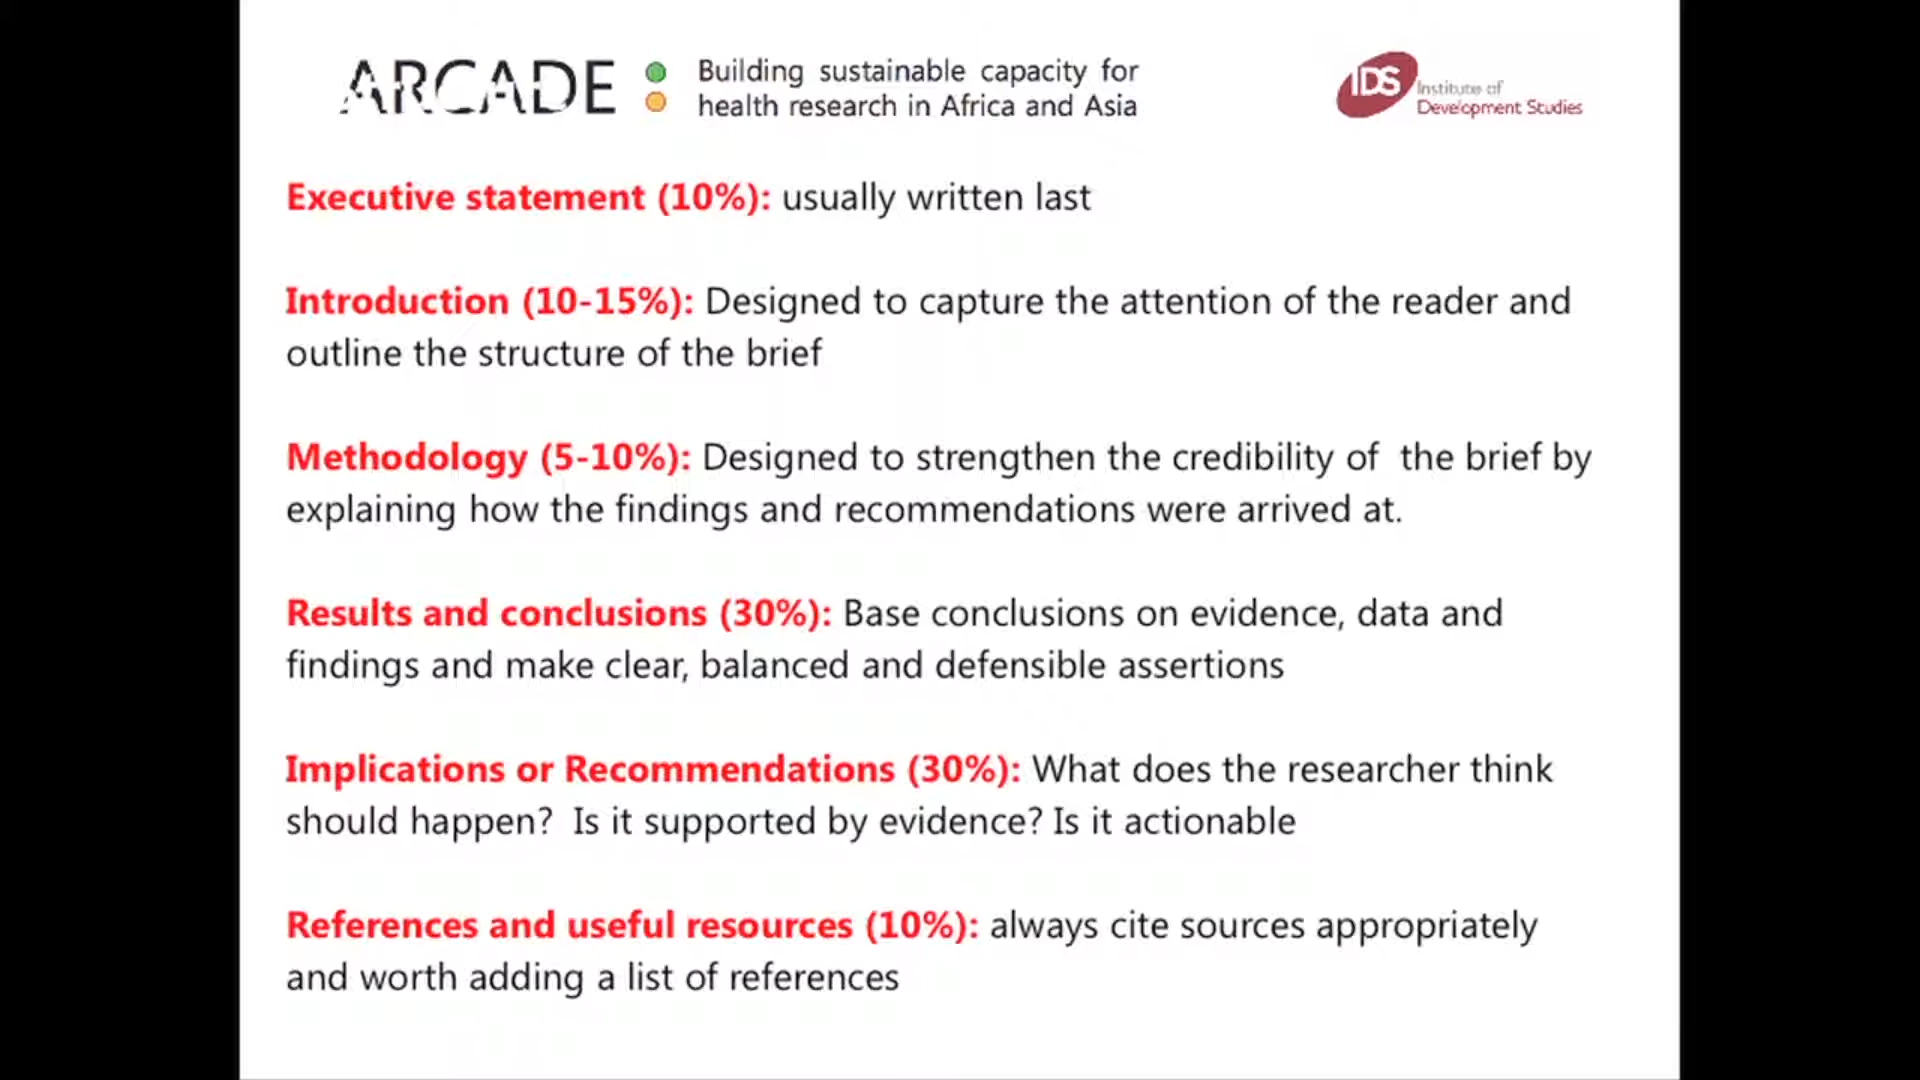 ARCADE
Building sustainable capacity for
health research in Africa and Asia
IDS
Institute of
Development Studies
Executive statement (10%): usually written last
Introduction (10-15%): Designed to capture the attention of the reader and
outline the structure of the brief
Methodology (5-10%): Designed to strengthen the credibility of the brief by
explaining how the findings and recommendations were arrived at.
Results and conclusions (30%): Base conclusions on evidence, data and
findings and make clear, balanced and defensible assertions
Implications or Recommendations (30%): What does the researcher think
should happen? Is it supported by evidence? Is it actionable
References and useful resources (10%): always cite sources appropriately
and worth adding a list of references